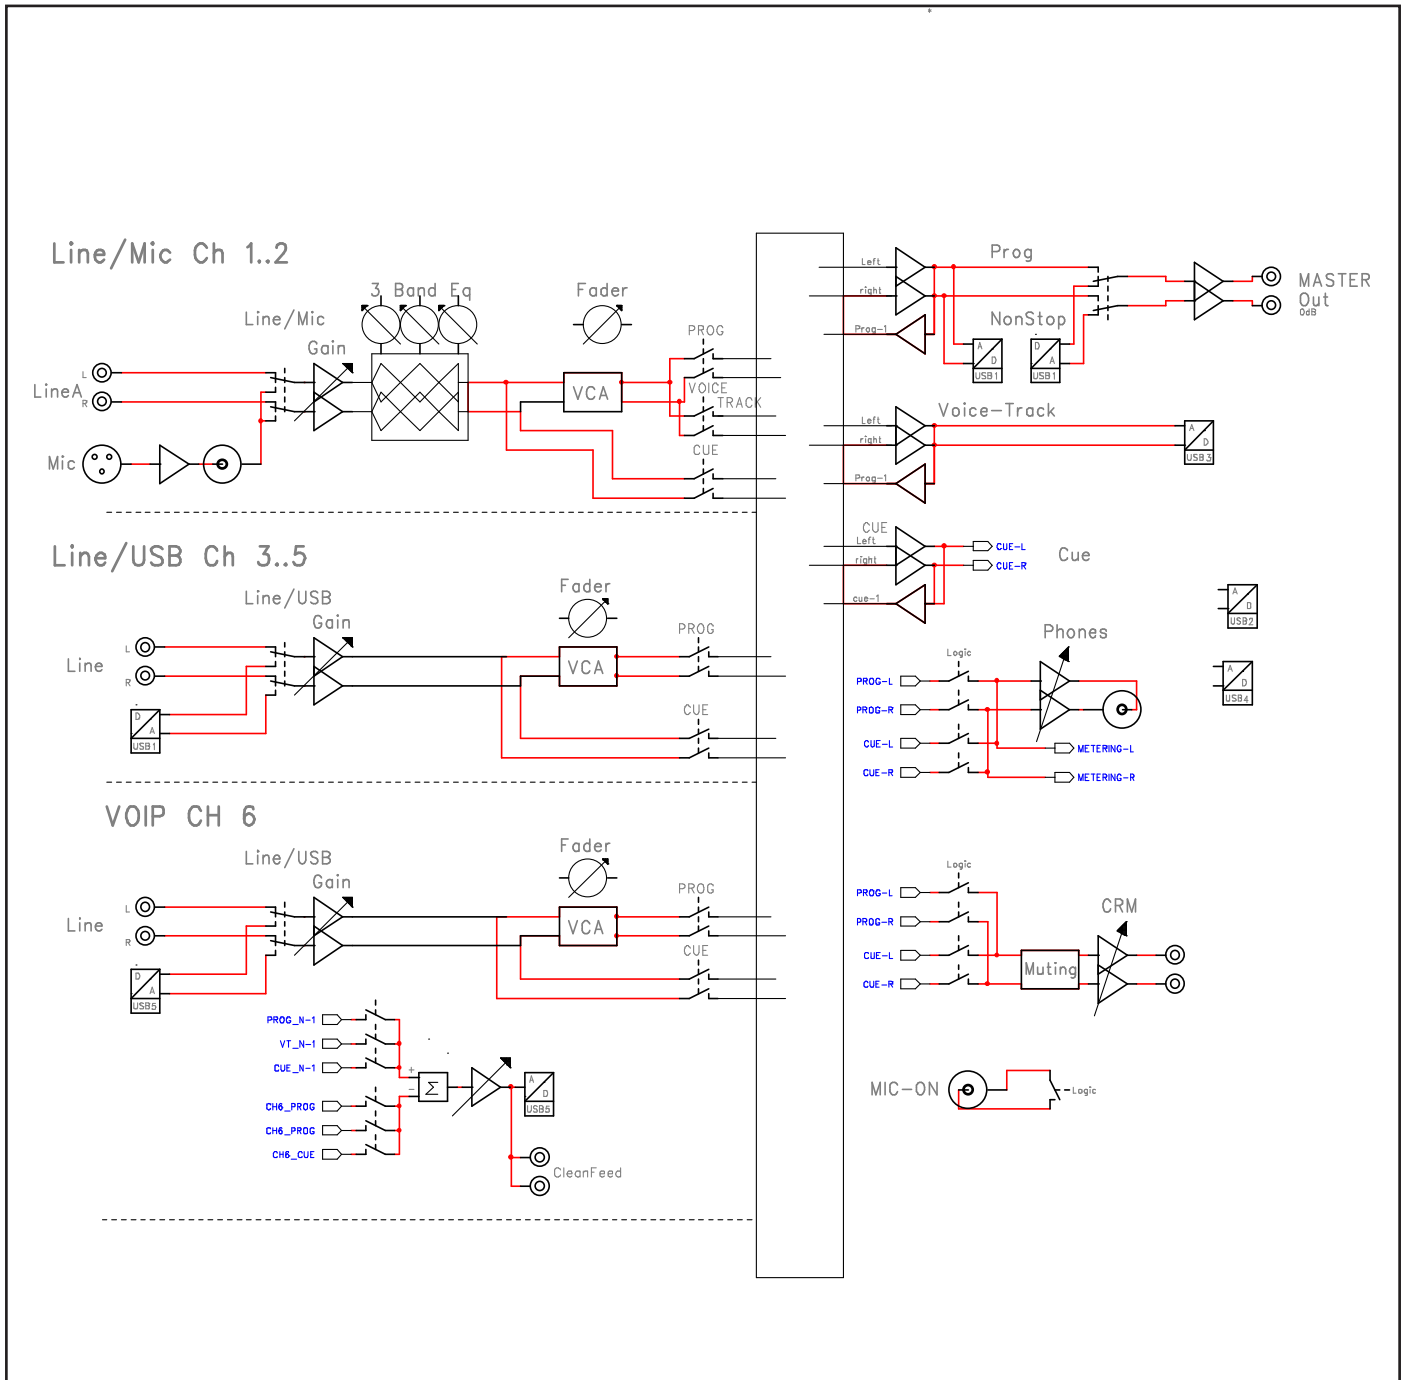 Line/Mic Ch 1..2
Line/Mic
3 Band Eq
Fader
Gain
LineA
L
R
Mic
VCA
PROG
VOICE
TRACK
CUE
Line/USB Ch 3..5
Line/USB
Gain
Fader
Line
L
R
D
A
USB1
VCA
PROG
CUE
VOIP CH 6
Line/USB
Gain
Fader
Line
L
R
D
A
USB5
VCA
PROG
CUE
PROG_N-1
VT_N-1
CUE_N-1
CH6_PROG
CH6_PROG
CH6_CUE
+
-
Σ
A
D
USB5
CleanFeed
Left
right
Prog-1
Prog
NonStop
A
D
USB1
D
A
USB1
MASTER
Out
0dB
Voice-Track
Left
right
Prog-1
A
D
USB3
CUE
Left
right
cue-1
CUE-L
CUE-R
Cue
A
D
USB2
A
D
USB4
Phones
Logic
PROG-L
PROG-R
CUE-L
CUE-R
METERING-L
METERING-R
Logic
PROG-L
PROG-R
CUE-L
CUE-R
Muting
CRM
MIC-ON
Logic